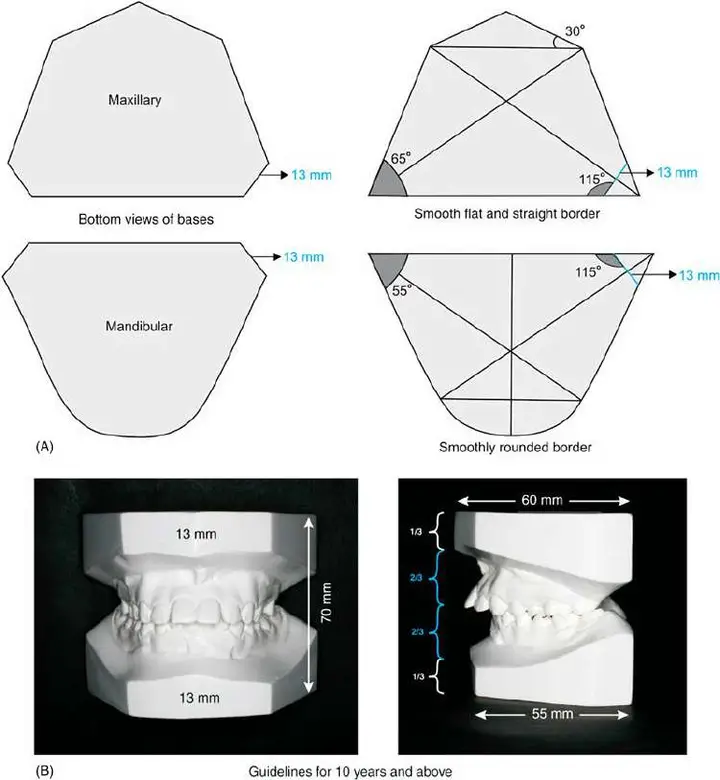 30°
Maxillary
65°
115°
13 mm
13 mm
Bottom views of bases
Smooth flat and straight border
13 mm
55°
115°
13 mm
Mandibular
(A)
Smoothly rounded border
13 mm
70 mm
13 mm
60 mm
1/3
2/3
2/3
1/3
55 mm
(B)
Guidelines for 10 years and above